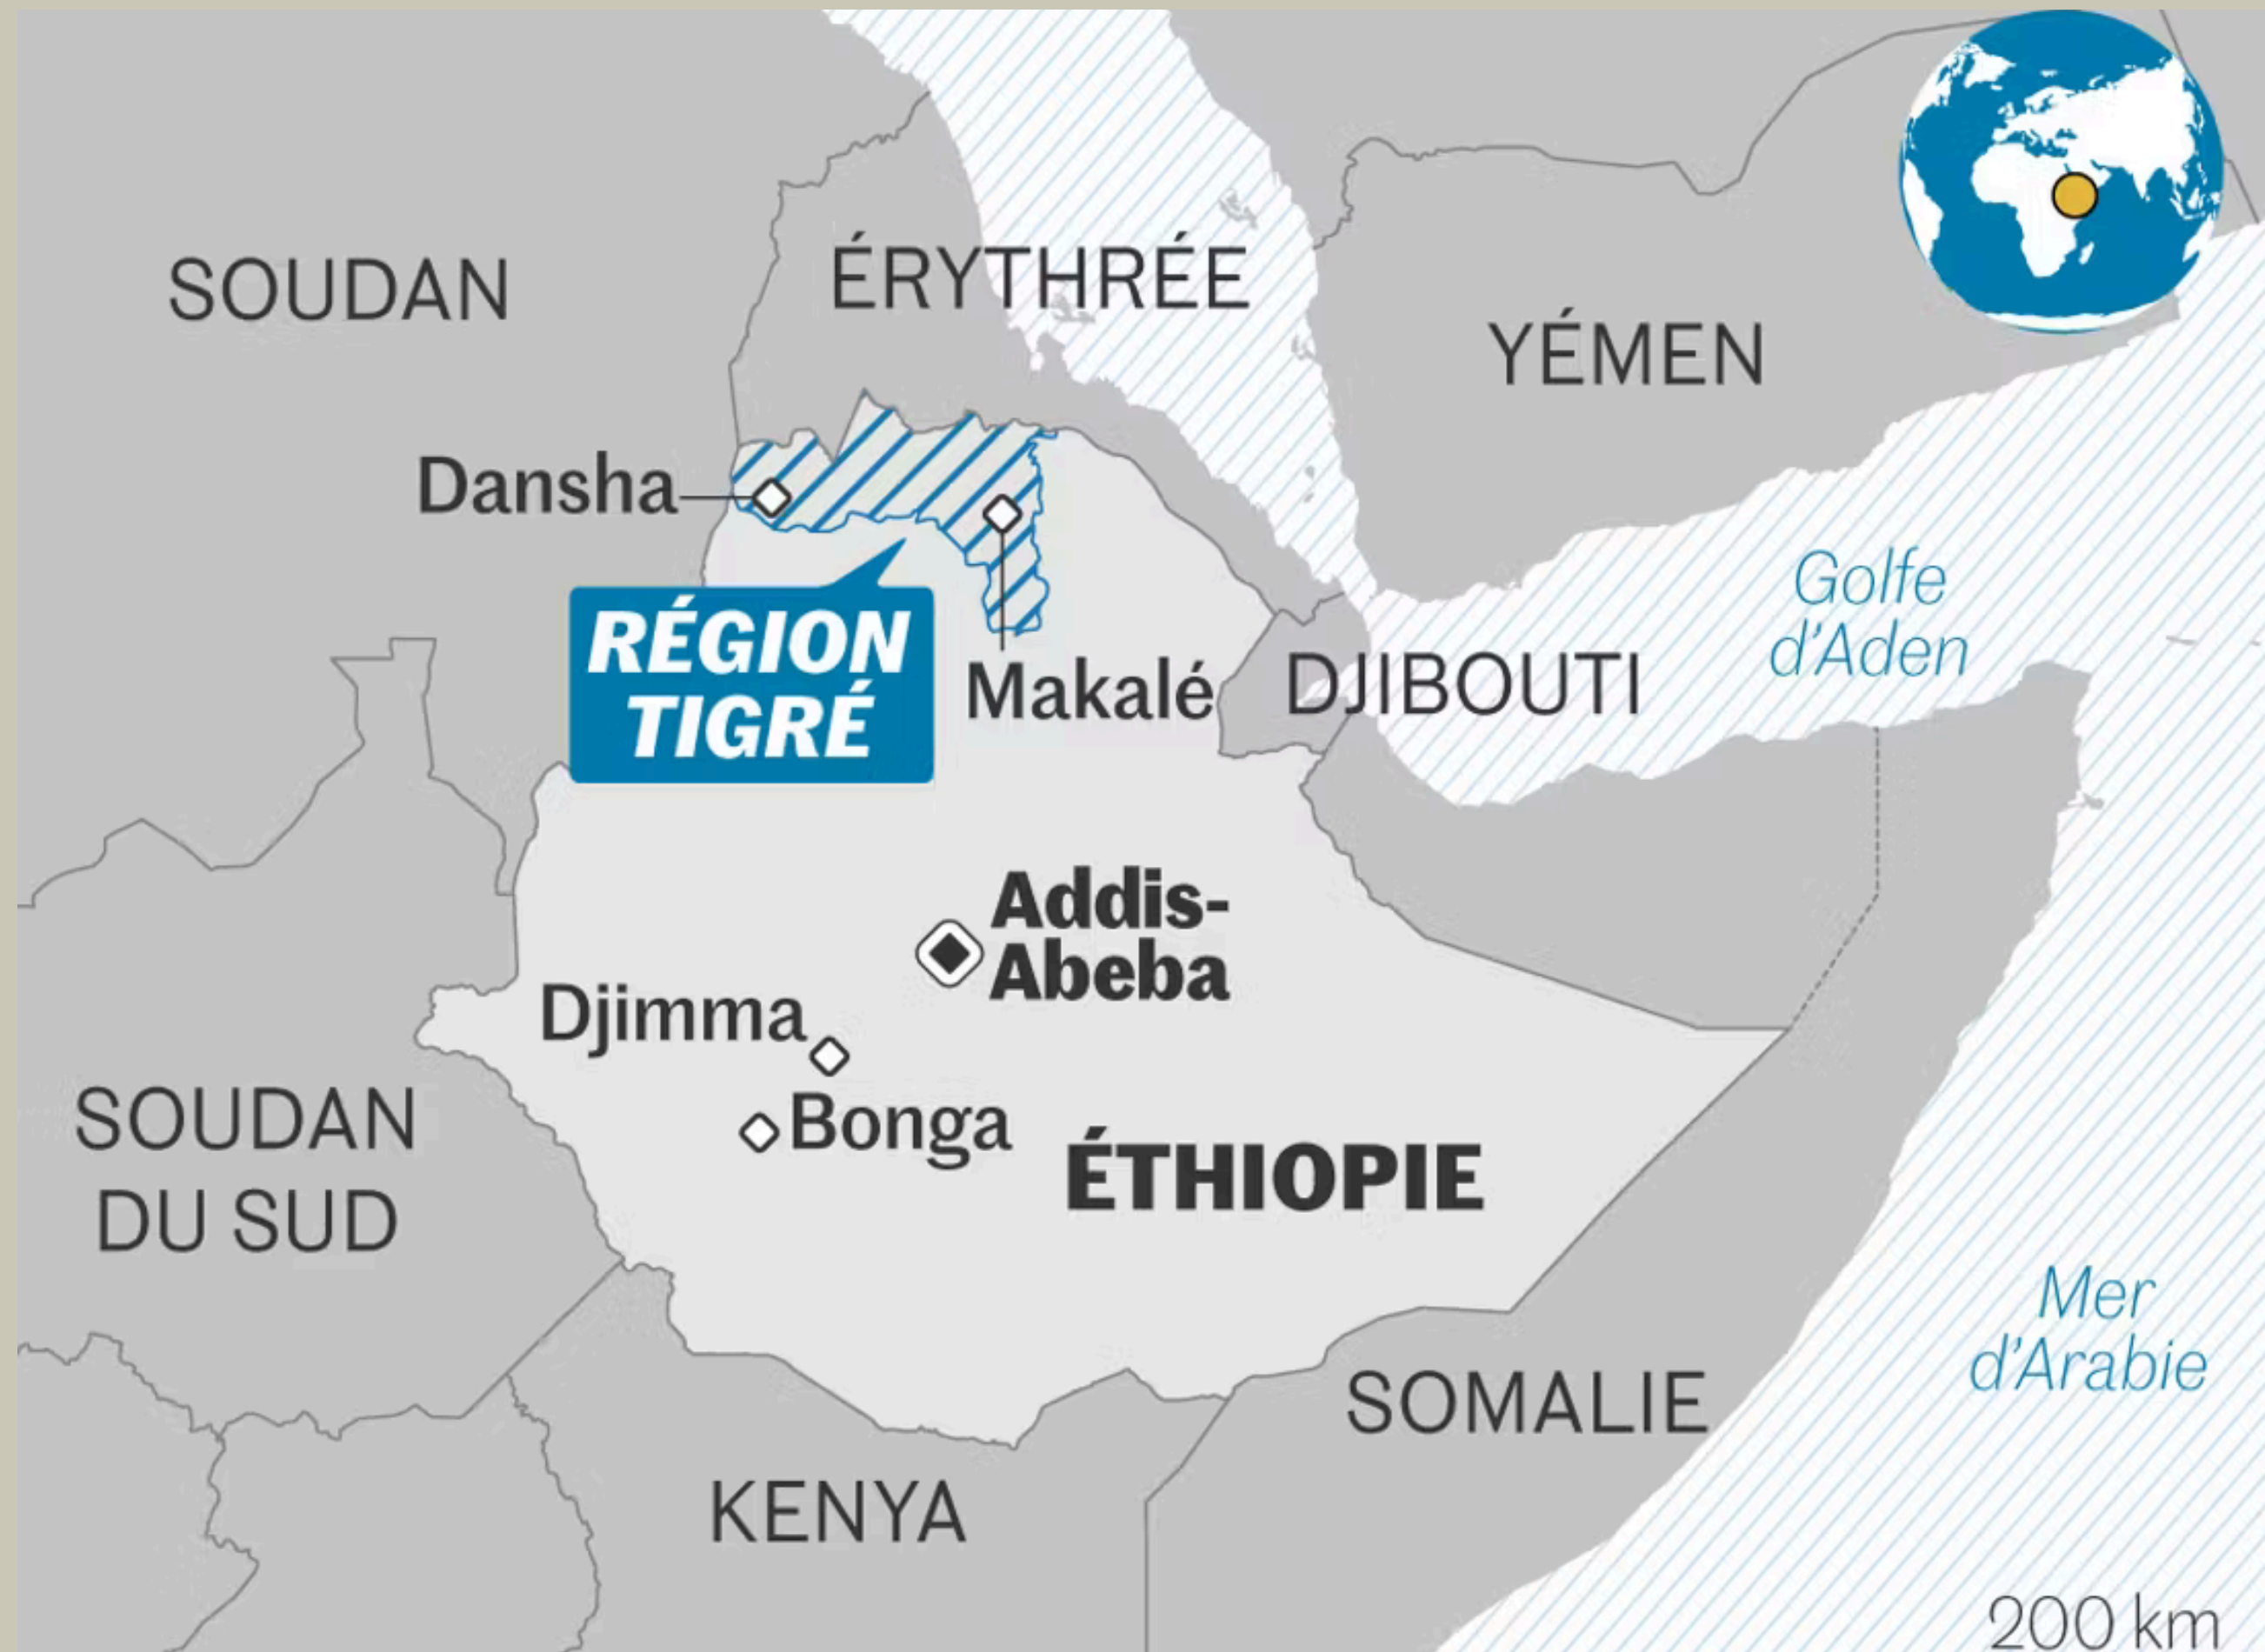 SOUDAN
ÉRYTHRÉE
YÉMEN
Dansha
RÉGION
TIGRÉ
Makalé
DJIBOUTI
Golfe
d'Aden
Addis-
Abeba
Djimma
Bonga
ÉTHIOPIE
SOUDAN
DU SUD
SOMALIE
Mer
d'Arabie
KENYA
200 km